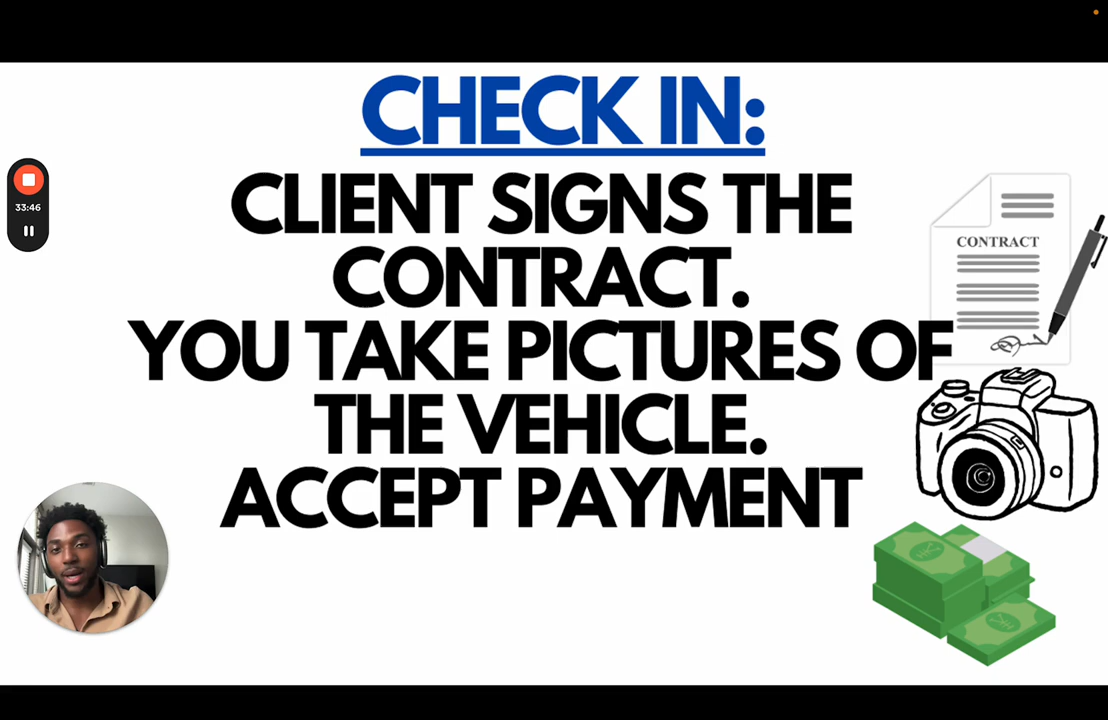 CHECK IN:
CLIENT SIGNS THE
CONTRACT.
YOU TAKE PICTURES OF
THE VEHICLE.
ACCEPT PAYMENT
33:46
CONTRACT